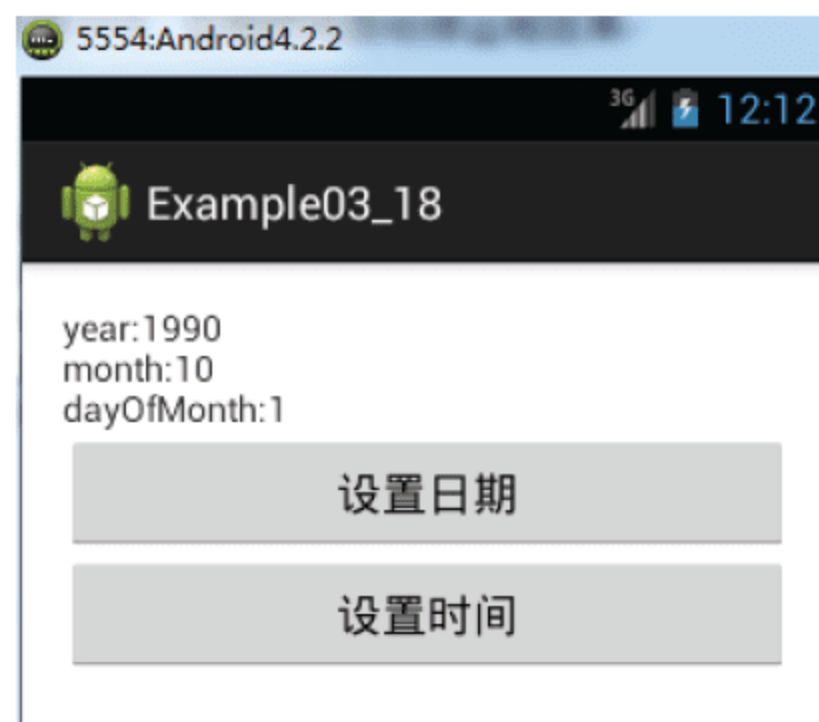 5554:Android4.2.2
3G 12:12
Example03_18
year:1990
month:10
dayOfMonth:1
设置日期
设置时间